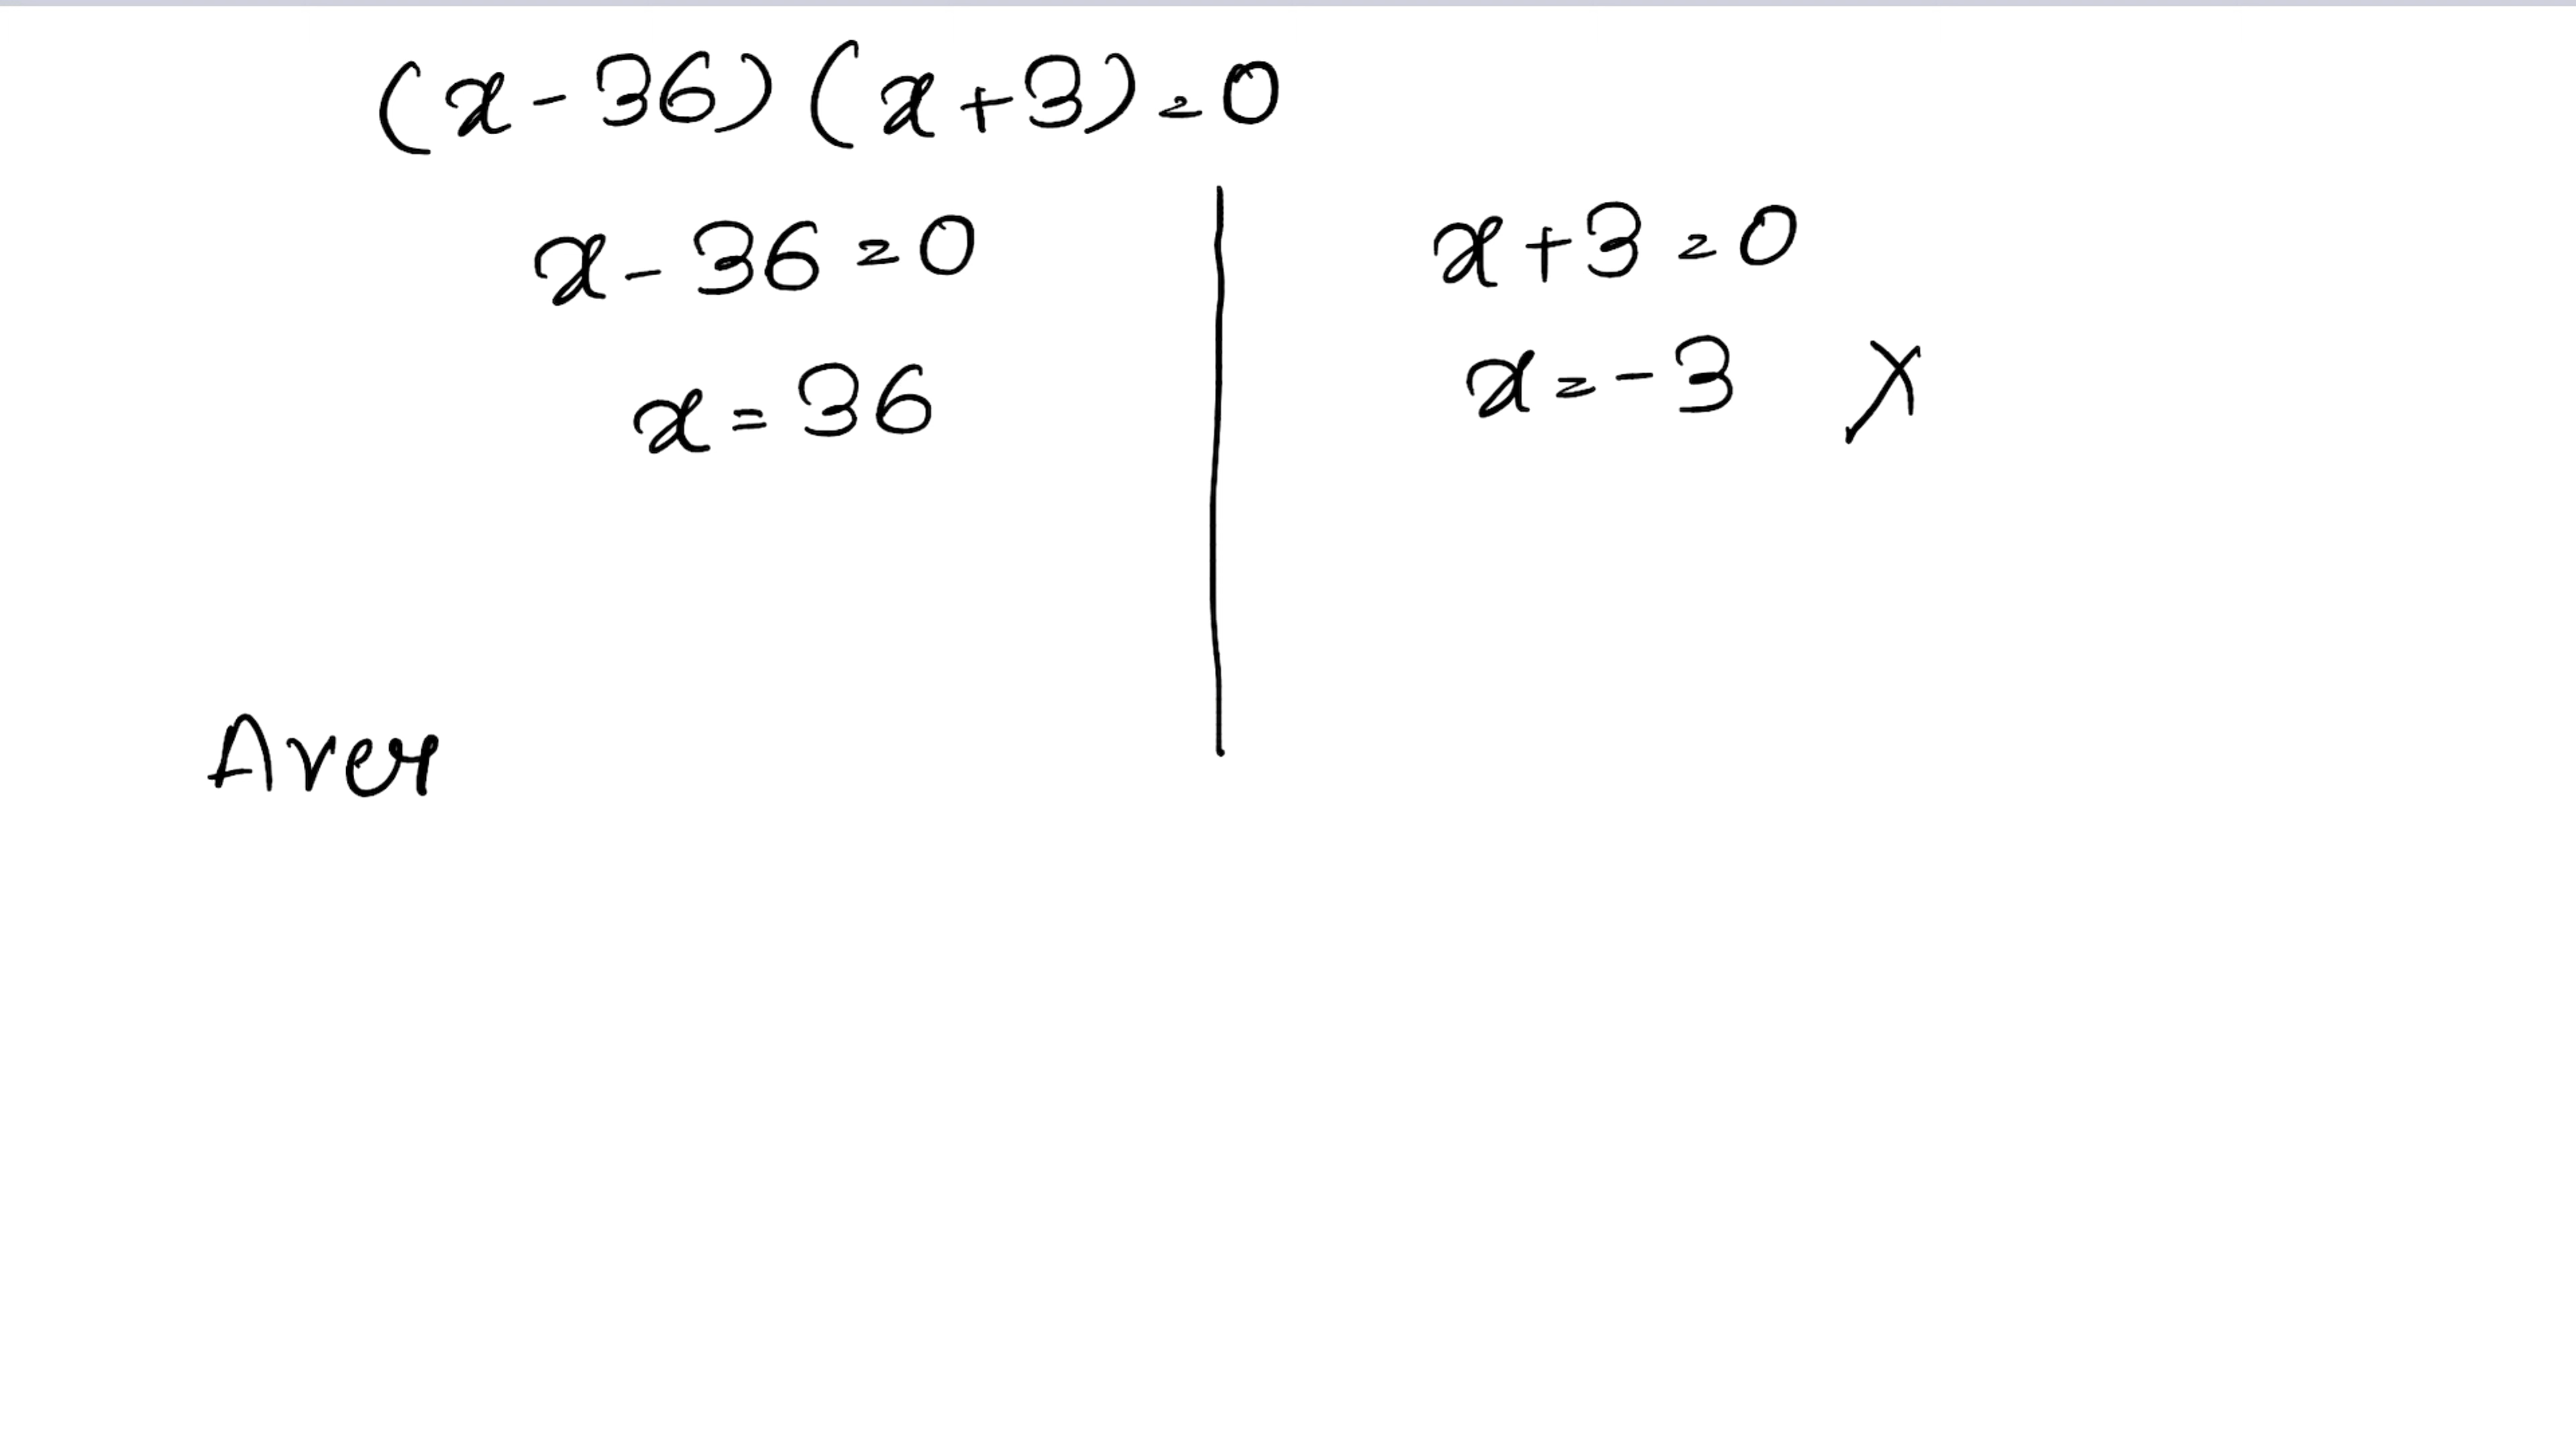 (x - 36) (x + 3) = 0
x - 36 = 0
x = 36
x + 3 = 0
x = -3 X
Aver